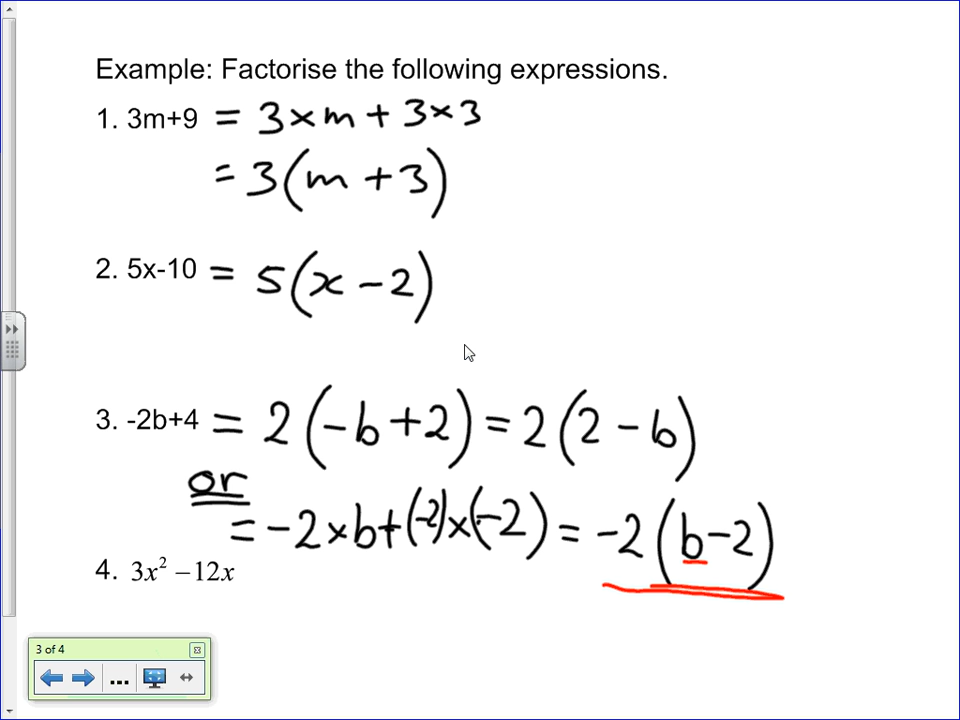 Example: Factorise the following expressions.
1. 3m+9 = 3 × m + 3 × 3
= 3(m + 3)
2. 5x-10 = 5(x - 2)
3. -2b+4 = 2(-b + 2) = 2(2 - b)
or
= -2 × b + (-2) × (-2) = -2(b - 2)
4. 3x² − 12x
3 of 4